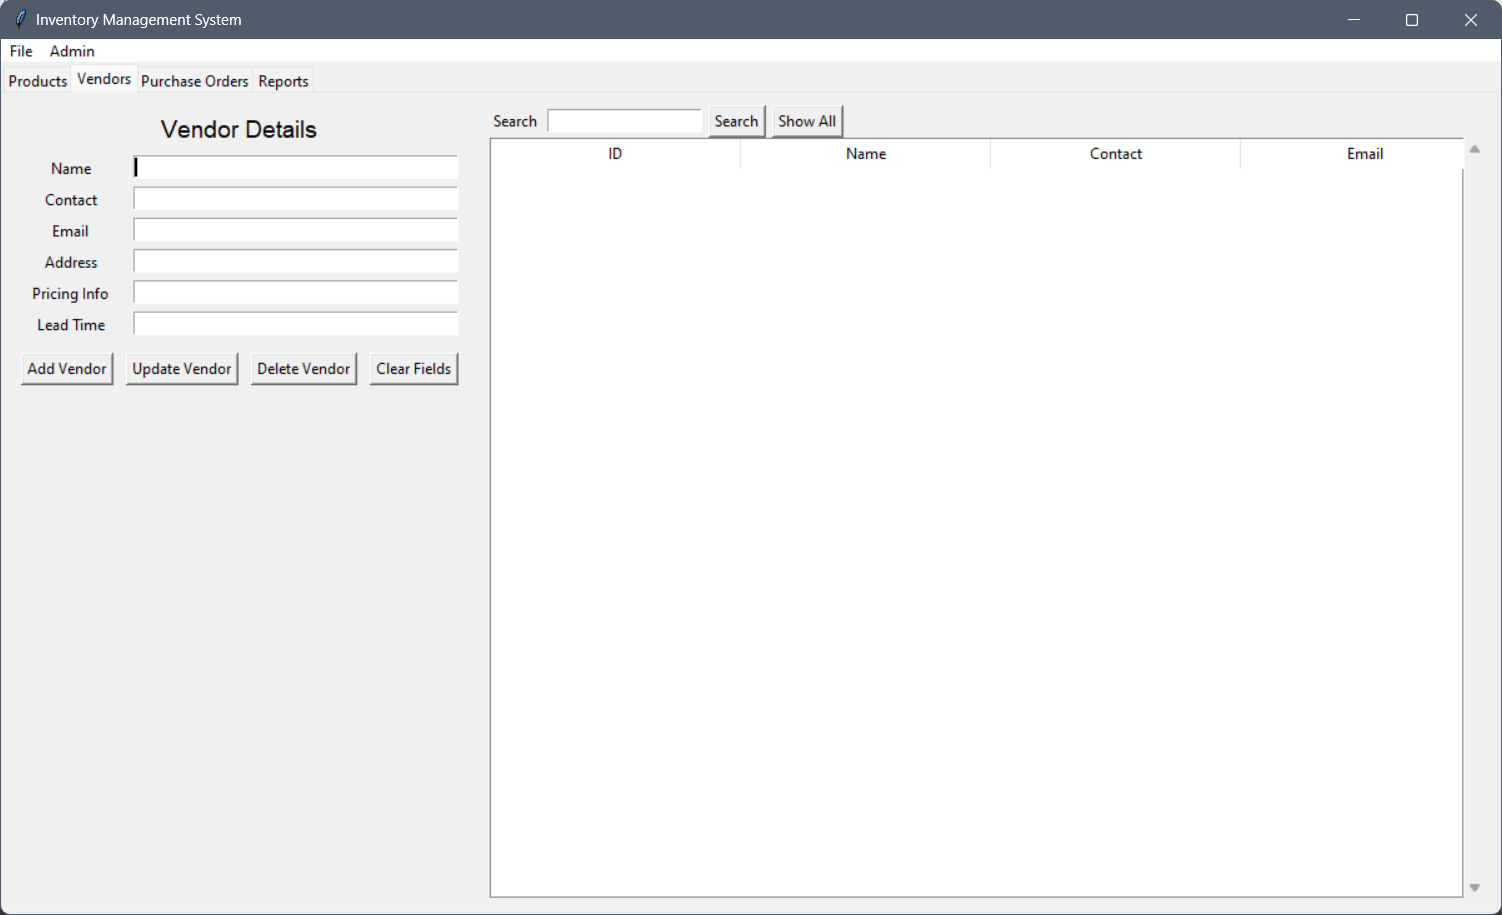 Inventory Management System
File Admin
Products Vendors Purchase Orders Reports
Vendor Details
Name
Contact
Email
Address
Pricing Info
Lead Time
Add Vendor Update Vendor Delete Vendor Clear Fields
Search Search Show All
ID Name Contact Email